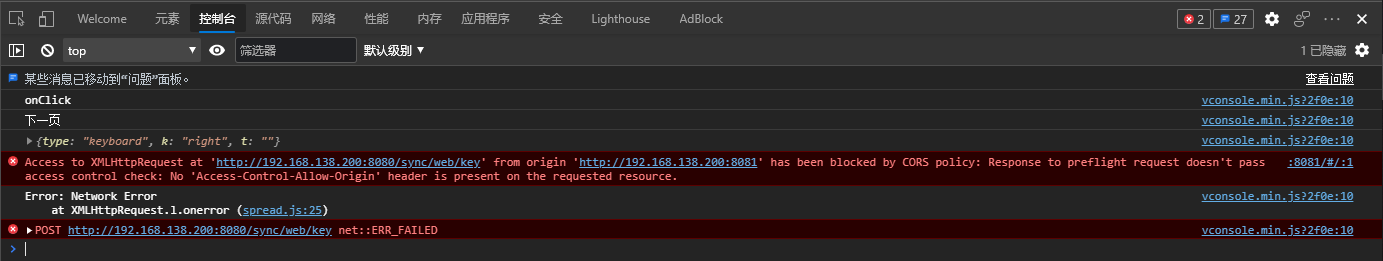 Welcome 元素 控制台 源代码 网络 性能 内存 应用程序 安全 Lighthouse AdBlock 2 27
top 筛选器 默认级别 1 已隐藏
某些消息已移动到“问题”面板。 查看问题
onClick vconsole.min.js?2f0e:10
下一页 vconsole.min.js?2f0e:10
{type: "keyboard", k: "right", t: ""} vconsole.min.js?2f0e:10
Access to XMLHttpRequest at 'http://192.168.138.200:8080/sync/web/key' from origin 'http://192.168.138.200:8081' has been blocked by CORS policy: Response to preflight request doesn't pass :8081/#/:1
access control check: No 'Access-Control-Allow-Origin' header is present on the requested resource.
Error: Network Error vconsole.min.js?2f0e:10
at XMLHttpRequest.l.onerror (spread.js:25)
POST http://192.168.138.200:8080/sync/web/key net::ERR_FAILED vconsole.min.js?2f0e:10